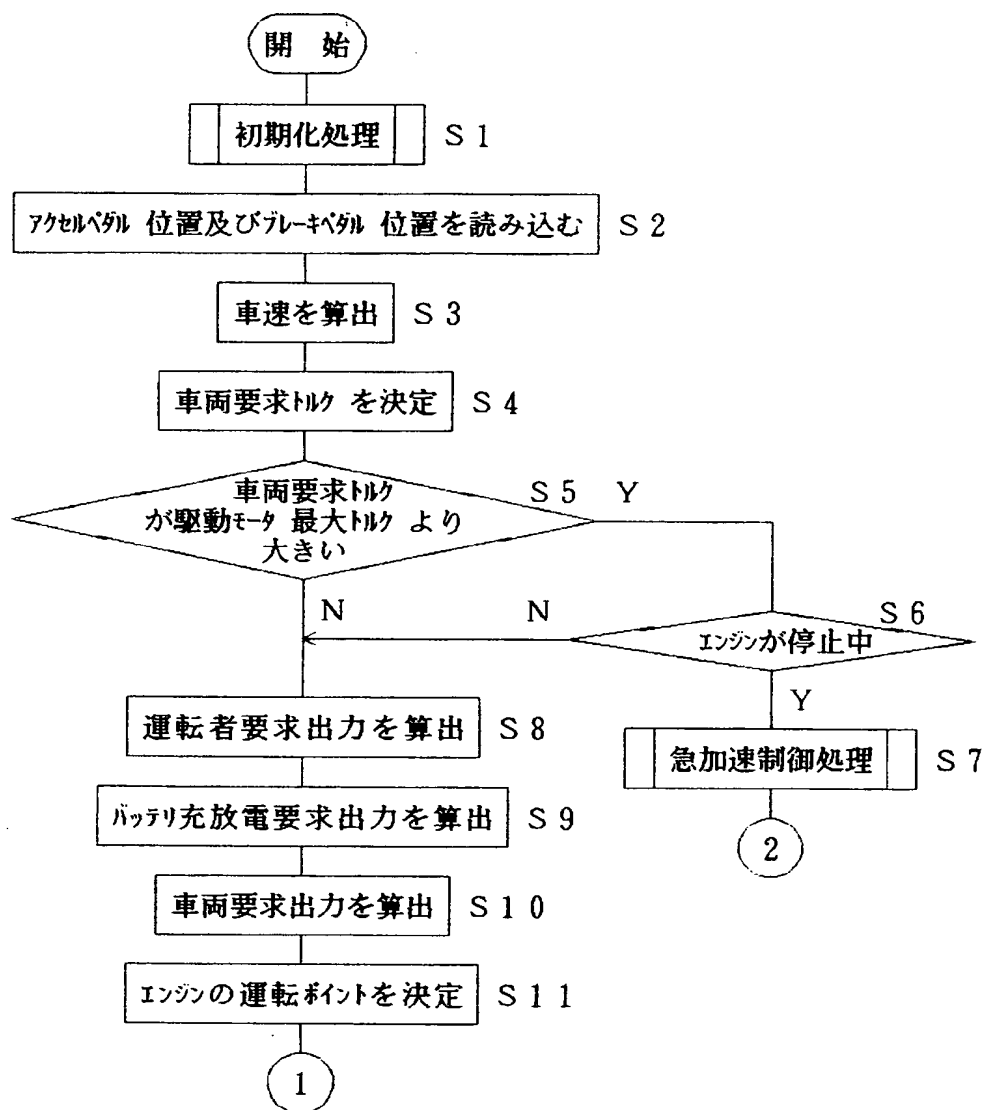 開 始
初期化処理 S1
アクセルペダル 位置及びブレーキペダル 位置を読み込む S2
車速を算出 S3
車両要求トルク を決定 S4
車両要求トルク
が駆動モータ 最大トルク より
大きい
S5 Y
N
N
S6
エンジンが停止中
Y
運転者要求出力を算出 S8
急加速制御処理 S7
バッテリ充放電要求出力を算出 S9
2
車両要求出力を算出 S10
エンジンの運転ポイントを決定 S11
1